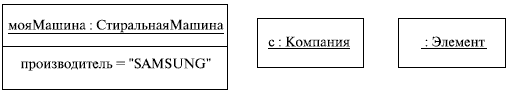 мояМашина : СтиральнаяМашина
производитель = "SAMSUNG"
с : Компания
: Элемент